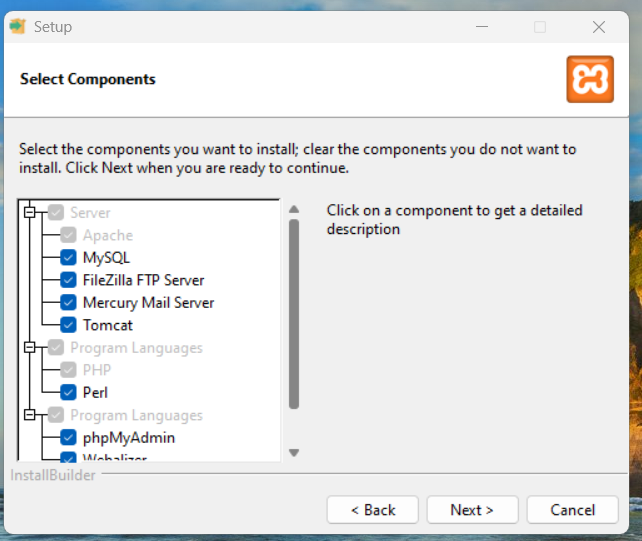 Setup
Select Components
Select the components you want to install; clear the components you do not want to
install. Click Next when you are ready to continue.
Server
Apache
MySQL
FileZilla FTP Server
Mercury Mail Server
Tomcat
Program Languages
PHP
Perl
Program Languages
phpMyAdmin
Webalizer
Click on a component to get a detailed
description
InstallBuilder
< Back
Next >
Cancel